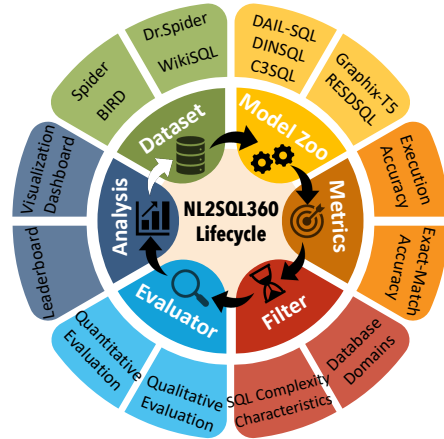 NL2SQL360
Lifecycle
Dataset
Spider
BIRD
Dr.Spider
WikiSQL
Model Zoo
DAIL-SQL
DINSQL
C3SQL
Graphix-T5
RESDSQL
Metrics
Execution
Accuracy
Exact-Match
Accuracy
Filter
Database
Domains
SQL Complexity
Characteristics
Evaluator
Qualitative
Evaluation
Quantitative
Evaluation
Analysis
Leaderboard
Visualization
Dashboard